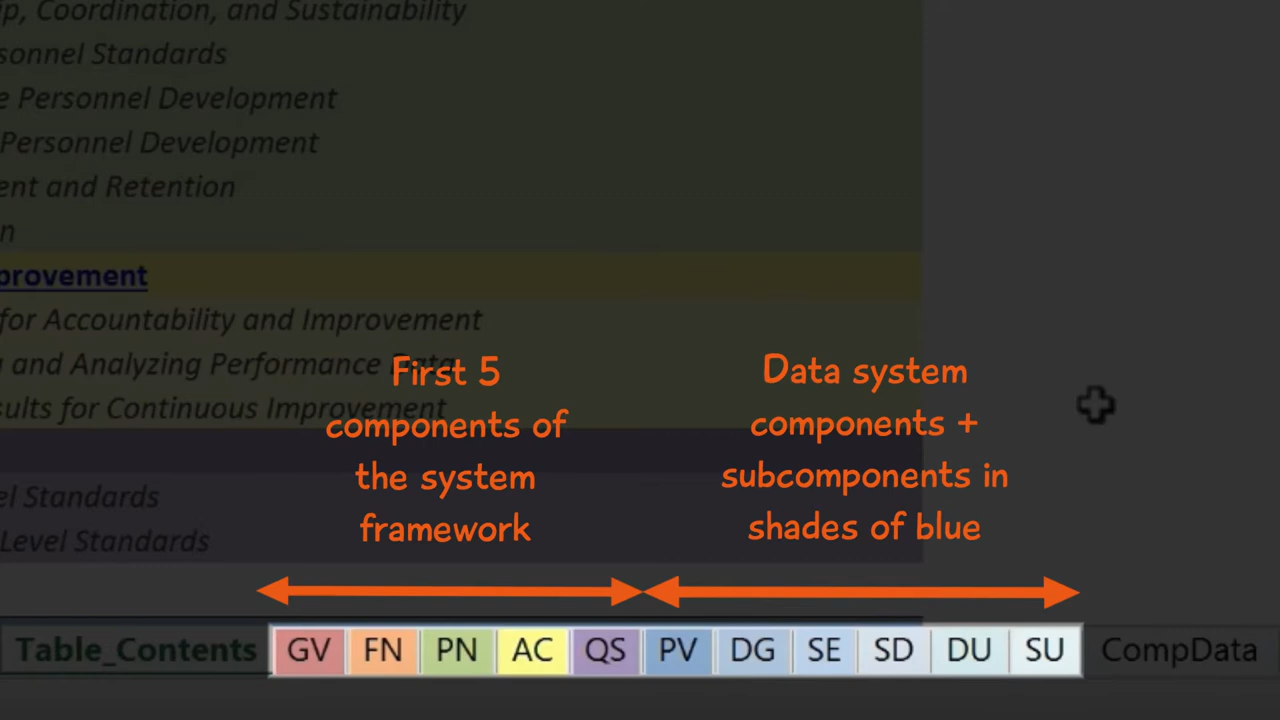 ip, Coordination, and Sustainability
sonnel Standards
e Personnel Development
Personnel Development
ent and Retention
n
provement
for Accountability and Improvement
and Analyzing Performance Data
sults for Continuous Improvement
First 5
components of
the system
framework
Data system
components +
subcomponents in
shades of blue
el Standards
Level Standards
Table_Contents GV FN PN AC QS PV DG SE SD DU SU CompData